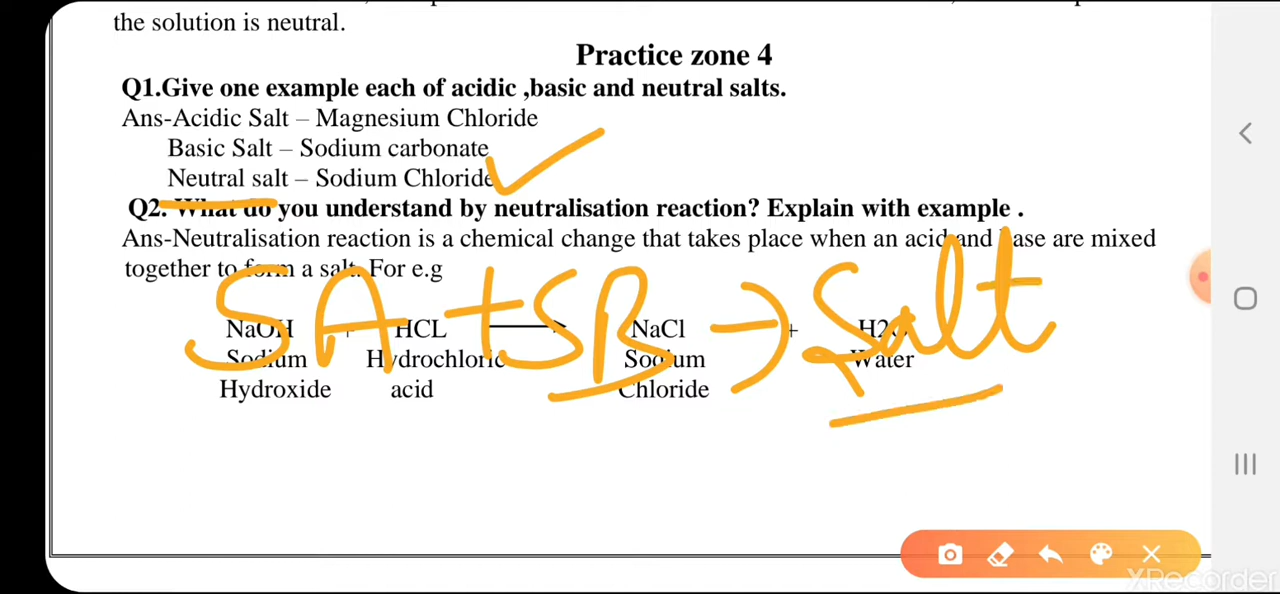 the solution is neutral.
Practice zone 4
Q1.Give one example each of acidic ,basic and neutral salts.
Ans-Acidic Salt – Magnesium Chloride
Basic Salt – Sodium carbonate
Neutral salt – Sodium Chloride
Q2. What do you understand by neutralisation reaction? Explain with example .
Ans-Neutralisation reaction is a chemical change that takes place when an acid and base are mixed
together to form a salt. For e.g
SA + SB → Salt
NaOH + HCL → NaCl + H2O
Sodium Hydrochloric Sodium Water
Hydroxide acid Chloride
XRecorder